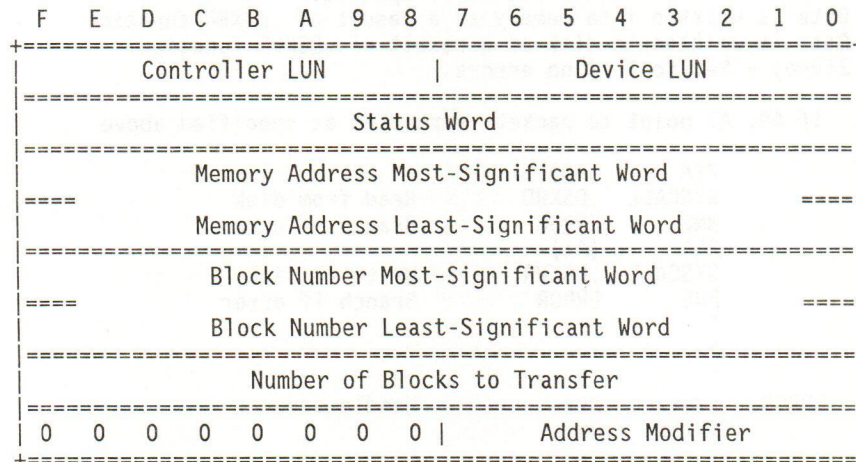 F E D C B A 9 8 7 6 5 4 3 2 1 0
Controller LUN | Device LUN
Status Word
Memory Address Most-Significant Word
Memory Address Least-Significant Word
Block Number Most-Significant Word
Block Number Least-Significant Word
Number of Blocks to Transfer
0 0 0 0 0 0 0 0 | Address Modifier